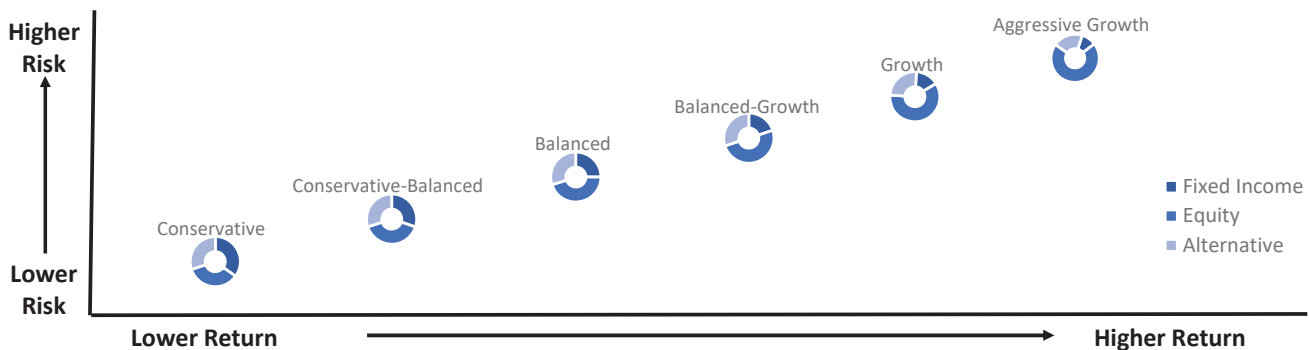 Higher
Risk
Aggressive Growth
Growth
Balanced-Growth
Balanced
Conservative-Balanced
Conservative
Fixed Income
Equity
Alternative
Lower
Risk
Lower Return
Higher Return